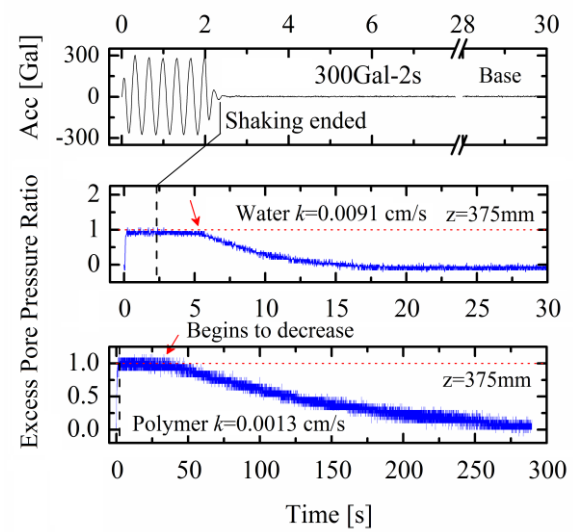 0 2 4 6 8 28 30
Acc [Gal]
300
0
-300
300Gal-2s
Base
Shaking ended
Excess Pore Pressure Ratio
2
1
0
Water k=0.0091 cm/s
z=375mm
0 5 10 15 20 25 30
Begins to decrease
1.0
0.5
0.0
z=375mm
Polymer k=0.0013 cm/s
0 50 100 150 200 250 300
Time [s]